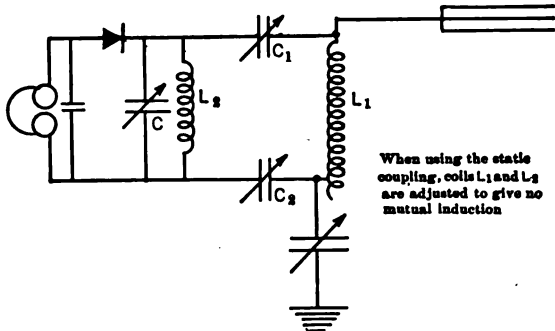 C₁
L₂
L₁
C
C₂
When using the static
coupling, coils L₁ and L₂
are adjusted to give no
mutual induction